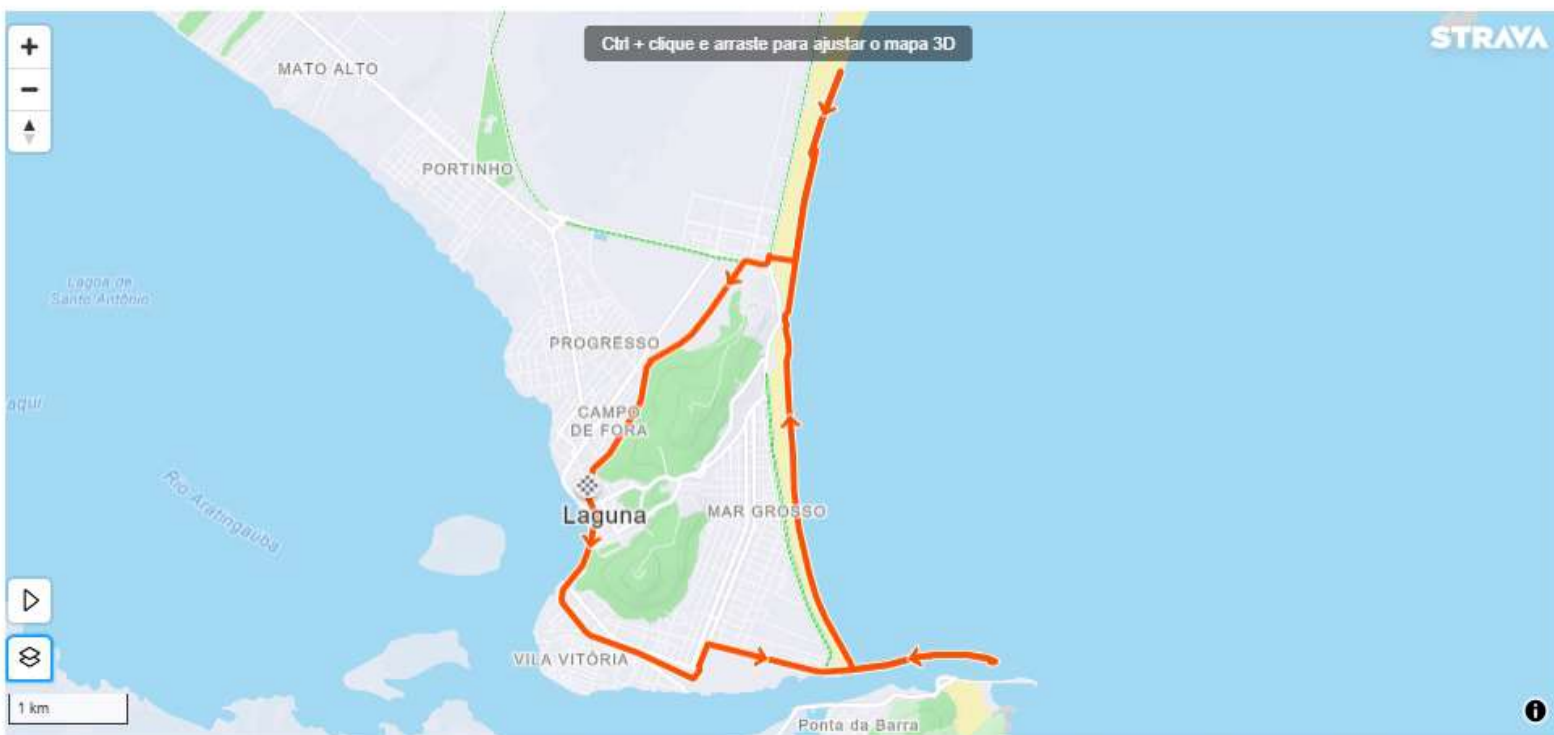 Ctrl + clique e arraste para ajustar o mapa 3D
STRAVA
MATO ALTO
PORTINHO
Lagoa de
Santo Antônio
PROGRESSO
aqui
CAMPO
DE FORA
Rio Aratingaúba
Laguna
MAR GROSSO
VILA VITÓRIA
1 km
Ponta da Barra